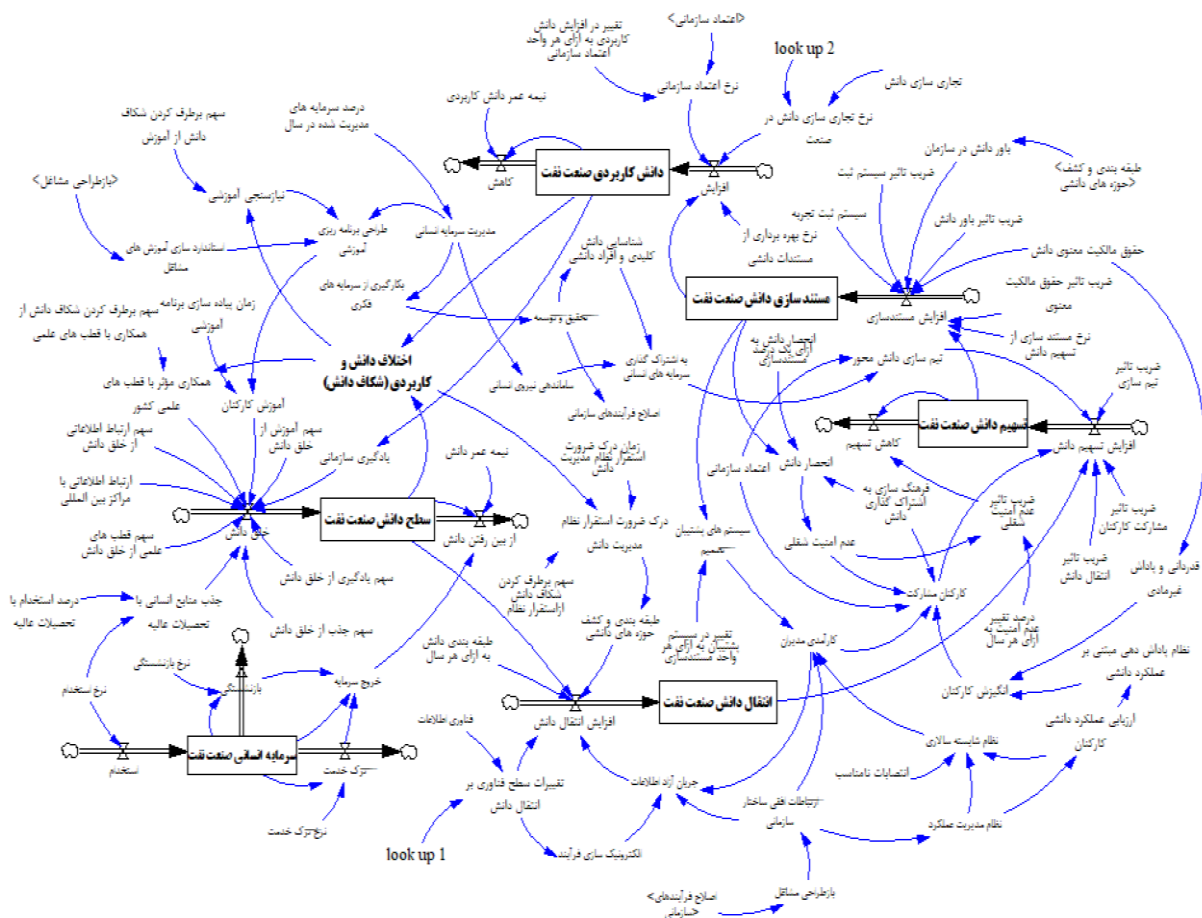 <اعتماد سازمانی>
تغییر در افزایش دانش
کاربردی به ازای هر واحد
اعتماد سازمانی
look up 2
نرخ اعتماد سازمانی
تجاری سازی دانش
نرخ تجاری سازی دانش در
صنعت
نیمه عمر دانش کاربردی
درصد سرمایه های
مدیریت شده در سال
سهم برطرف کردن شکاف
دانش از آموزش
کاهش
دانش کاربردی صنعت نفت
افزایش
باور دانش در سازمان
طبقه بندی و کشف
<حوزه های دانشی
ضریب تاثیر سیستم ثبت
سیستم ثبت تجربه
ضریب تاثیر باور دانش
<بازطراحی مشاغل>
نیازسنجی آموزشی
طراحی برنامه ریزی
آموزشی
مدیریت سرمایه انسانی
استاندارد سازی آموزش های
مشاغل
شناسایی دانش
کلیدی و افراد دانشی
نرخ بهره برداری از
مستندات دانشی
حقوق مالکیت معنوی دانش
ضریب تاثیر حقوق مالکیت
معنوی
بکارگیری از سرمایه های
فکری
تحقیق و توسعه
مستند سازی دانش صنعت نفت
افزایش مستندسازی
نرخ مستند سازی از
تسهیم دانش
سهم برطرف کردن شکاف دانش از
همکاری با قطب های علمی
زمان پیاده سازی برنامه
آموزشی
اختلاف دانش و
کاربردی (شکاف دانش)
ساماندهی نیروی انسانی
به اشتراک گذاری
سرمایه های انسانی
انحصار دانش به
ازای یک درصد
مستندسازی
تیم سازی دانش محور
ضریب تاثیر
تیم سازی
همکاری مؤثر با قطب های
علمی کشور
آموزش کارکنان
اصلاح فرآیندهای سازمانی
کاهش تسهیم
تسهیم دانش صنعت نفت
افزایش تسهیم دانش
سهم ارتباط اطلاعاتی
از خلق دانش
سهم آموزش از
خلق دانش
یادگیری سازمانی
نیمه عمر دانش
زمان درک ضرورت
استقرار نظام مدیریت
دانش
اعتماد سازمانی
انحصار دانش
فرهنگ سازی به
اشتراک گذاری
دانش
ضریب تاثیر
عدم امنیت
شغلی
ضریب تاثیر
مشارکت کارکنان
ارتباط اطلاعاتی با
مراکز بین المللی
خلق دانش
سطح دانش صنعت نفت
از بین رفتن دانش
درک ضرورت استقرار نظام
مدیریت دانش
سیستم های پشتیبان
تصمیم
عدم امنیت شغلی
ضریب تاثیر
انتقال دانش
سهم قطب های
علمی از خلق دانش
سهم یادگیری از خلق دانش
سهم برطرف کردن
شکاف دانش
ازاستقرار نظام
کارکنان مشارکت
قدردانی و پاداش
غیرمادی
درصد استخدام با
تحصیلات عالیه
جذب منابع انسانی با
تحصیلات عالیه
سهم جذب از خلق دانش
طبقه بندی و کشف
حوزه های دانشی
تغییر در سیستم
پشتیبان به ازای هر
واحد مستندسازی
کارآمدی مدیران
درصد تغییر
عدم امنیت به
ازای هر سال
نرخ بازنشستگی
بازنشستگی
خروج سرمایه
طبقه بندی دانش
به ازای هر سال
نظام پاداش دهی مبتنی بر
عملکرد دانشی
نرخ استخدام
افزایش انتقال دانش
انتقال دانش صنعت نفت
انگیزش کارکنان
ارزیابی عملکرد دانشی
کارکنان
استخدام
سرمایه انسانی صنعت نفت
ترک خدمت
فناوری اطلاعات
نظام شایسته سالاری
انتصابات نامناسب
تغییرات سطح فناوری بر
انتقال دانش
جریان آزاد اطلاعات
ارتباطات افقی ساختار
سازمانی
نظام مدیریت عملکرد
نرخ ترک خدمت
look up 1
الکترونیک سازی فرآیند
بازطراحی مشاغل
اصلاح فرآیندهای>
<سازمانی